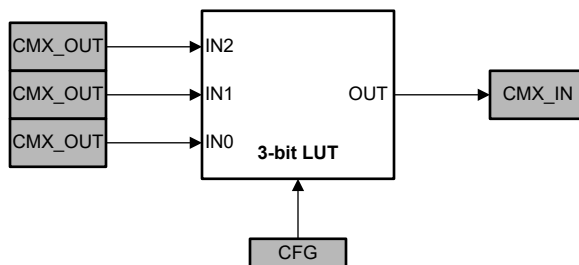 CMX_OUT
IN2
CMX_OUT
IN1
OUT
CMX_IN
CMX_OUT
IN0
3-bit LUT
CFG